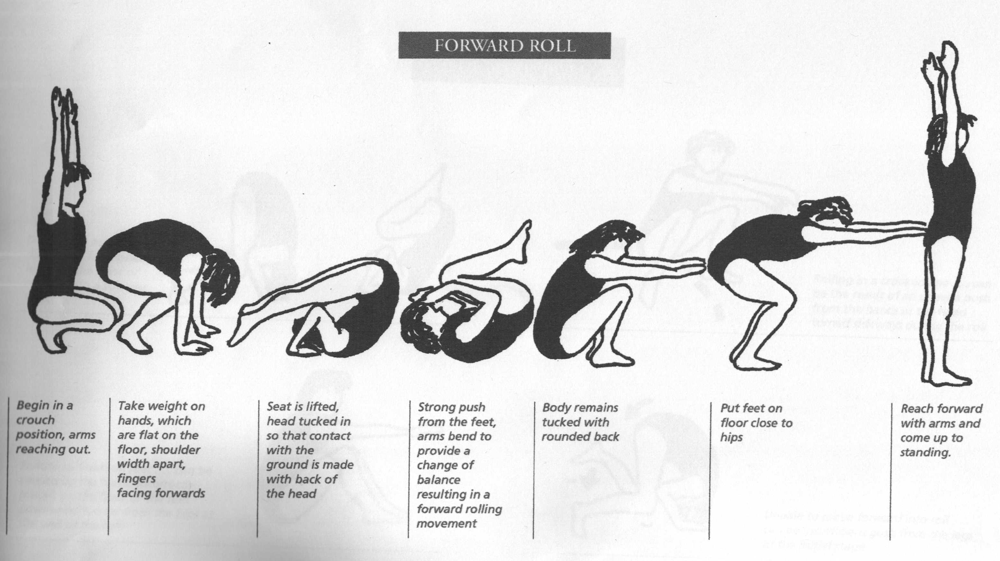 FORWARD ROLL
Begin in a
crouch
position, arms
reaching out.
Take weight on
hands, which
are flat on the
floor, shoulder
width apart,
fingers
facing forwards
Seat is lifted,
head tucked in
so that contact
with the
ground is made
with back of
the head
Strong push
from the feet,
arms bend to
provide a
change of
balance
resulting in a
forward rolling
movement
Body remains
tucked with
rounded back
Put feet on
floor close to
hips
Reach forward
with arms and
come up to
standing.